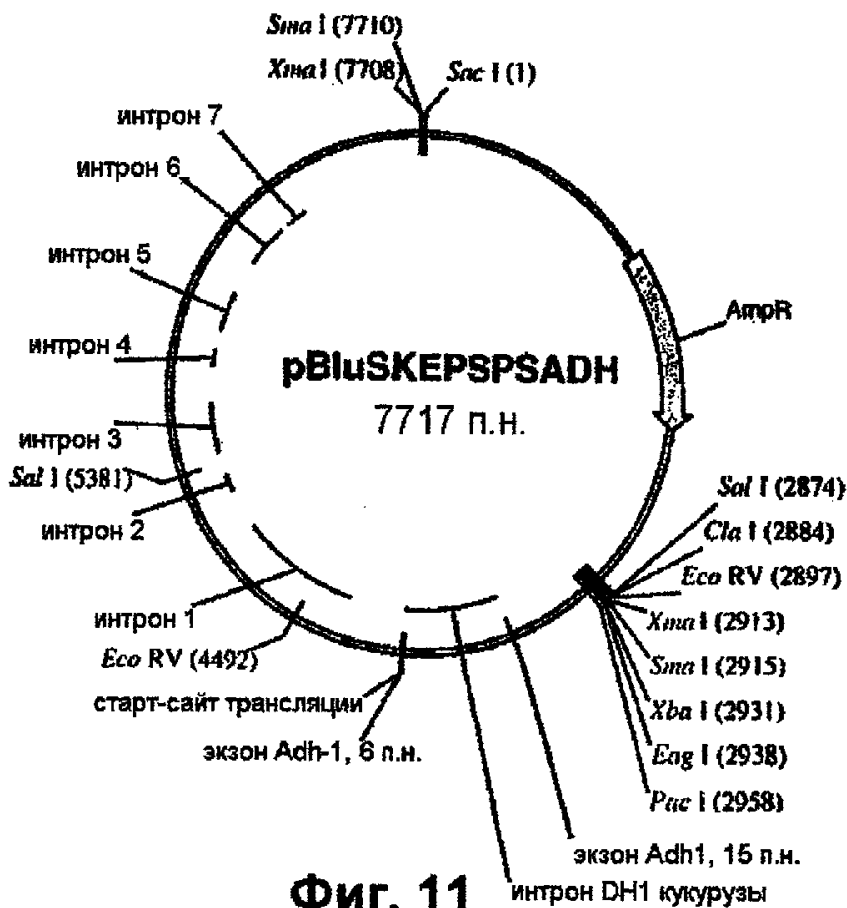 Sma I (7710)
Xma I (7708)
Sac I (1)
интрон 7
интрон 6
интрон 5
интрон 4
интрон 3
Sal I (5381)
интрон 2
интрон 1
Eco RV (4492)
старт-сайт трансляции
экзон Adh-1, 6 п.н.
pBluSKEPSPSADH
7717 п.н.
AmpR
Sal I (2874)
Cla I (2884)
Eco RV (2897)
Xma I (2913)
Sma I (2915)
Xba I (2931)
Eag I (2938)
Pac I (2958)
экзон Adh1, 15 п.н.
интрон DH1 кукурузы
Фиг. 11